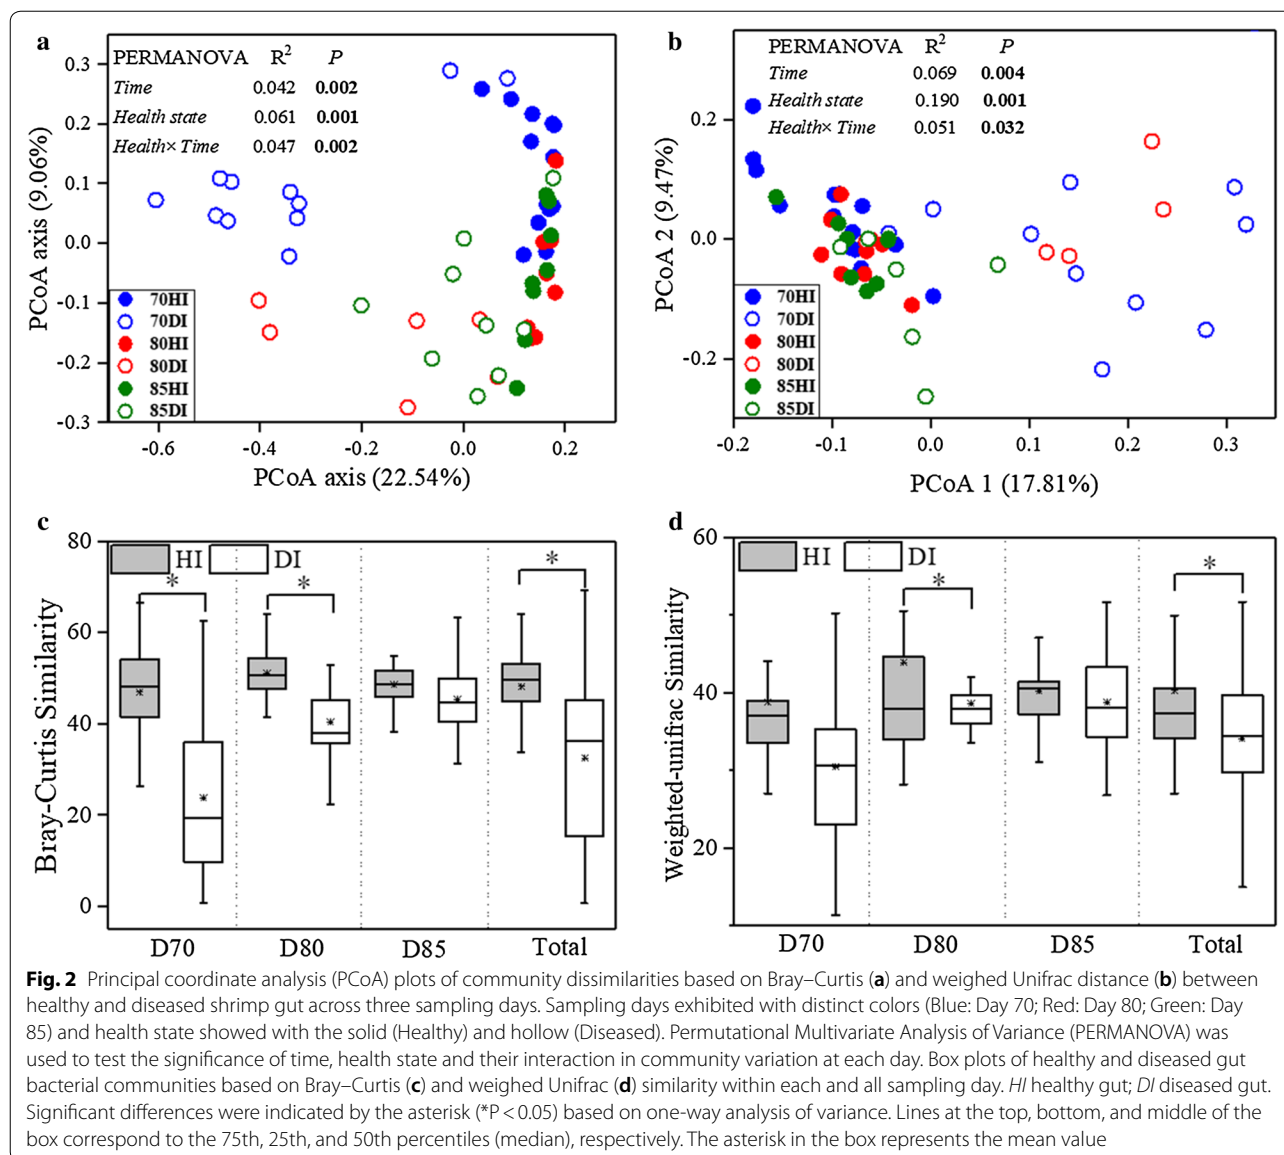 a
PERMANOVA R2 P
Time 0.042 0.002
Health state 0.061 0.001
Health× Time 0.047 0.002
0.3
0.2
0.1
0.0
-0.1
-0.2
-0.3
PCoA axis (9.06%)
70HI
70DI
80HI
80DI
85HI
85DI
-0.6 -0.4 -0.2 0.0 0.2
PCoA axis (22.54%)
b
PERMANOVA R2 P
Time 0.069 0.004
Health state 0.190 0.001
Health× Time 0.051 0.032
0.2
0.0
-0.2
PCoA 2 (9.47%)
70HI
70DI
80HI
80DI
85HI
85DI
-0.2 -0.1 0.0 0.1 0.2 0.3
PCoA 1 (17.81%)
c
80
60
40
20
0
Bray-Curtis Similarity
HI DI
* * *
D70 D80 D85 Total
d
60
40
20
Weighted-unifrac Similarity
HI DI
* *
D70 D80 D85 Total
Fig. 2 Principal coordinate analysis (PCoA) plots of community dissimilarities based on Bray–Curtis (a) and weighed Unifrac distance (b) between
healthy and diseased shrimp gut across three sampling days. Sampling days exhibited with distinct colors (Blue: Day 70; Red: Day 80; Green: Day
85) and health state showed with the solid (Healthy) and hollow (Diseased). Permutational Multivariate Analysis of Variance (PERMANOVA) was
used to test the significance of time, health state and their interaction in community variation at each day. Box plots of healthy and diseased gut
bacterial communities based on Bray–Curtis (c) and weighed Unifrac (d) similarity within each and all sampling day. HI healthy gut; DI diseased gut.
Significant differences were indicated by the asterisk (*P < 0.05) based on one-way analysis of variance. Lines at the top, bottom, and middle of the
box correspond to the 75th, 25th, and 50th percentiles (median), respectively. The asterisk in the box represents the mean value